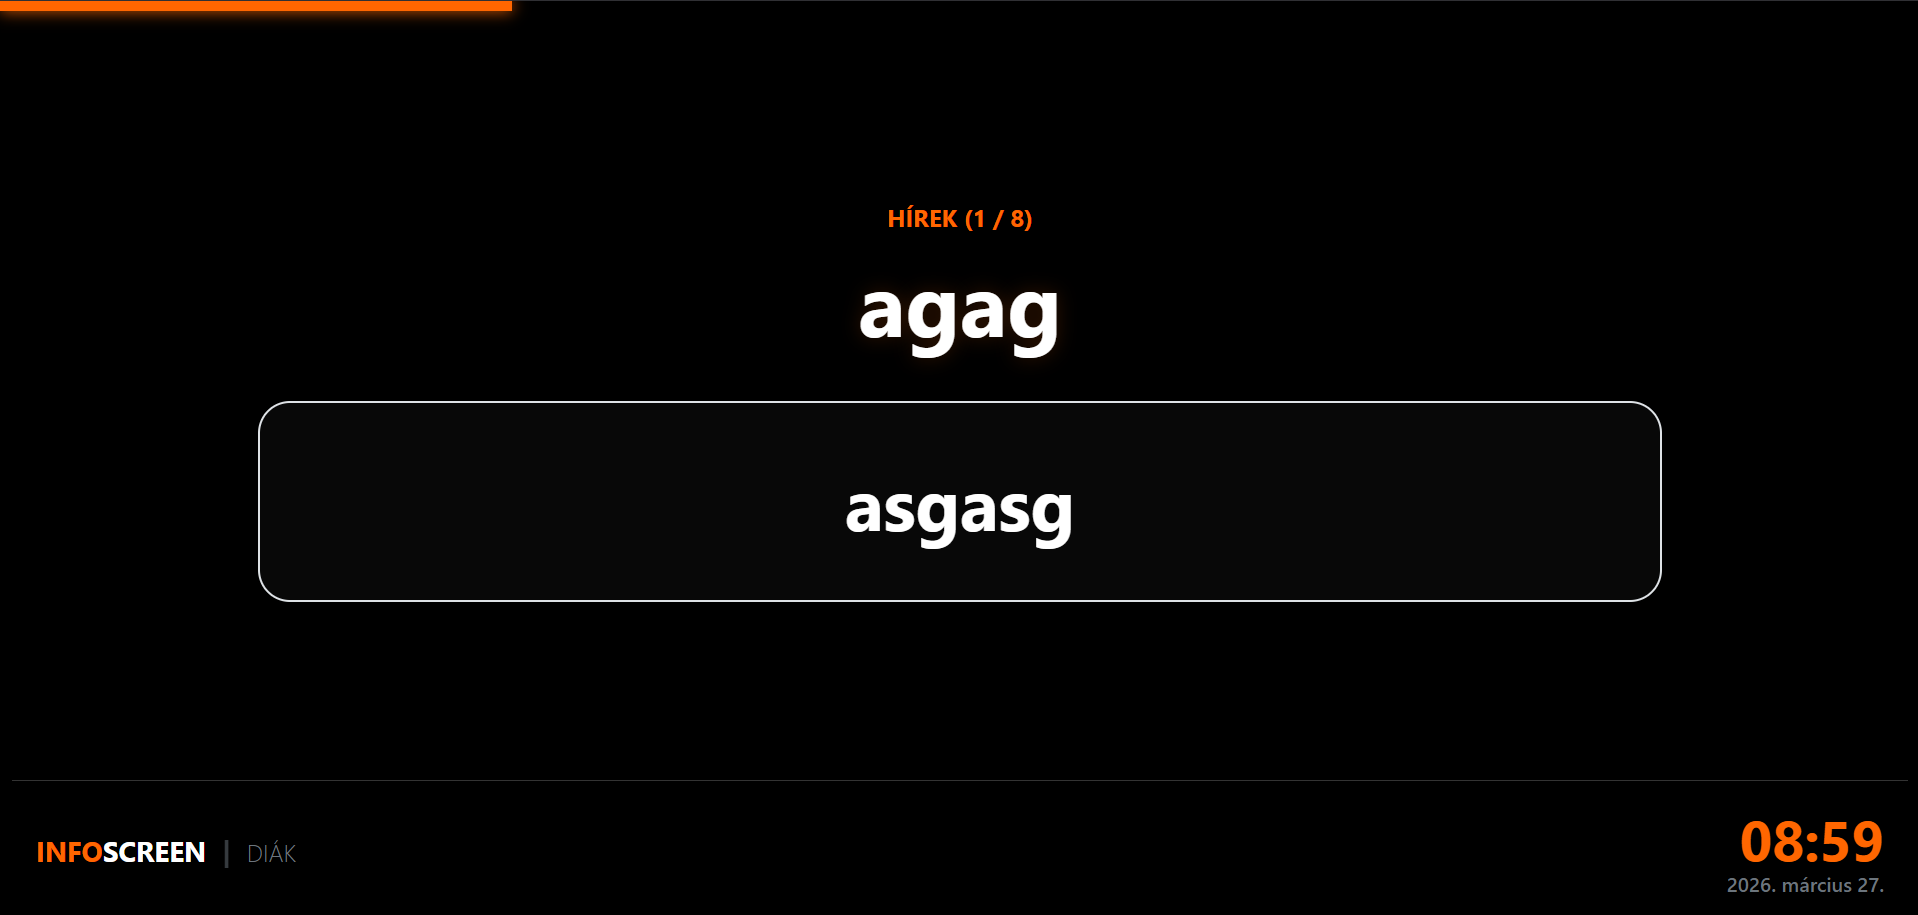 HÍREK (1 / 8)
agag
asgasg
INFOSCREEN | DIÁK
08:59
2026. március 27.